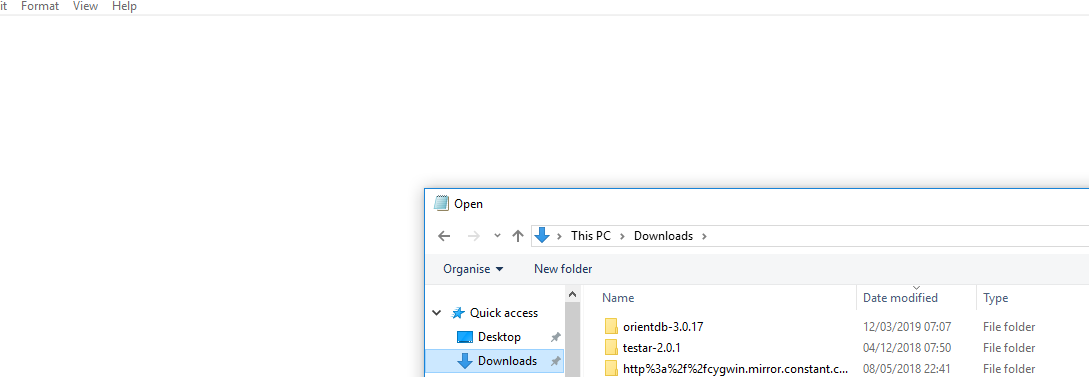 it Format View Help
Open
This PC Downloads
Organise New folder
Name Date modified Type
Quick access
orientdb-3.0.17 12/03/2019 07:07 File folder
Desktop
testar-2.0.1 04/12/2018 07:50 File folder
Downloads
http%3a%2f%2fcygwin.mirror.constant.c... 08/05/2018 22:41 File folder